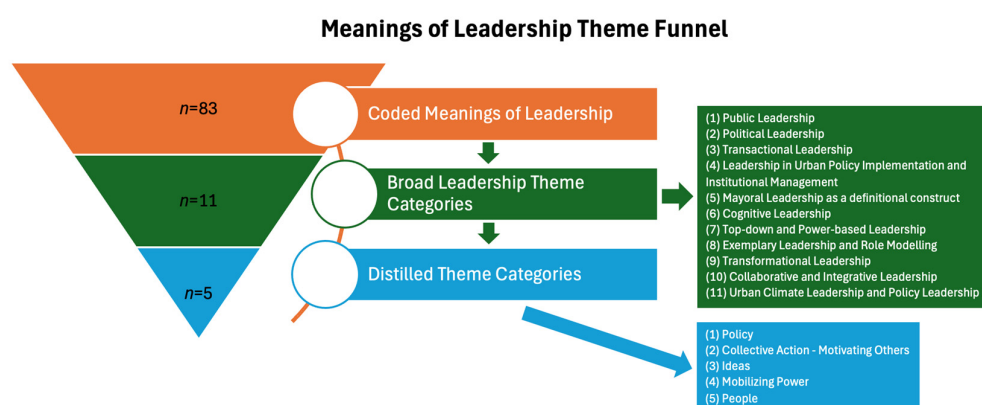 Meanings of Leadership Theme Funnel
n=83
Coded Meanings of Leadership
n=11
Broad Leadership Theme
Categories
n=5
Distilled Theme Categories
(1) Public Leadership
(2) Political Leadership
(3) Transactional Leadership
(4) Leadership in Urban Policy Implementation and
Institutional Management
(5) Mayoral Leadership as a definitional construct
(6) Cognitive Leadership
(7) Top-down and Power-based Leadership
(8) Exemplary Leadership and Role Modelling
(9) Transformational Leadership
(10) Collaborative and Integrative Leadership
(11) Urban Climate Leadership and Policy Leadership
(1) Policy
(2) Collective Action - Motivating Others
(3) Ideas
(4) Mobilizing Power
(5) People